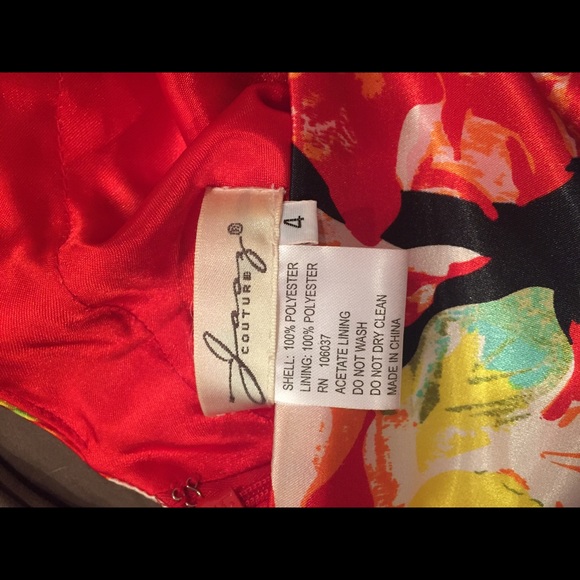 Jaoz®
COUTURE
4
SHELL: 100% POLYESTER
LINING: 100% POLYESTER
RN 106037
ACETATE LINING
DO NOT WASH
DO NOT DRY CLEAN
MADE IN CHINA